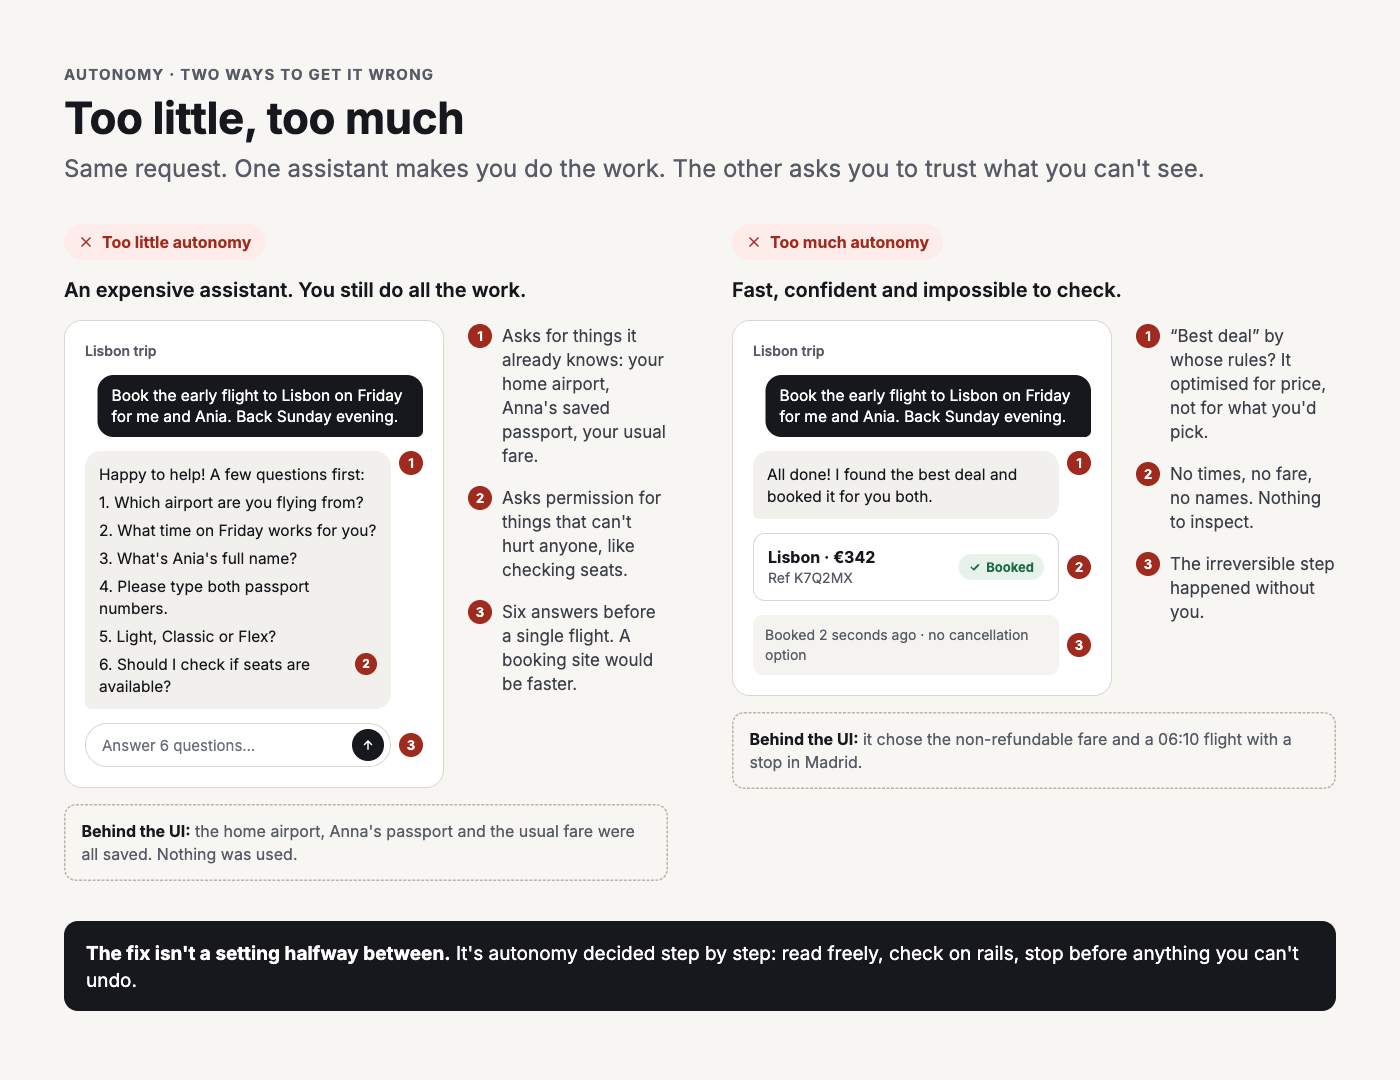 AUTONOMY · TWO WAYS TO GET IT WRONG
Too little, too much
Same request. One assistant makes you do the work. The other asks you to trust what you can't see.
× Too little autonomy
An expensive assistant. You still do all the work.
Lisbon trip
Book the early flight to Lisbon on Friday
for me and Ania. Back Sunday evening.
Happy to help! A few questions first:
1
1. Which airport are you flying from?
2. What time on Friday works for you?
3. What's Ania's full name?
4. Please type both passport
numbers.
5. Light, Classic or Flex?
6. Should I check if seats are
available?
2
Answer 6 questions...
↑
3
1
Asks for things it
already knows: your
home airport,
Anna's saved
passport, your usual
fare.
2
Asks permission for
things that can't
hurt anyone, like
checking seats.
3
Six answers before
a single flight. A
booking site would
be faster.
Behind the UI: the home airport, Anna's passport and the usual fare were
all saved. Nothing was used.
× Too much autonomy
Fast, confident and impossible to check.
Lisbon trip
Book the early flight to Lisbon on Friday
for me and Ania. Back Sunday evening.
All done! I found the best deal and
booked it for you both.
1
Lisbon · €342
Ref K7Q2MX
✓ Booked
2
Booked 2 seconds ago · no cancellation
option
3
1
“Best deal” by
whose rules? It
optimised for price,
not for what you'd
pick.
2
No times, no fare,
no names. Nothing
to inspect.
3
The irreversible step
happened without
you.
Behind the UI: it chose the non-refundable fare and a 06:10 flight with a
stop in Madrid.
The fix isn't a setting halfway between. It's autonomy decided step by step: read freely, check on rails, stop before anything you can't
undo.